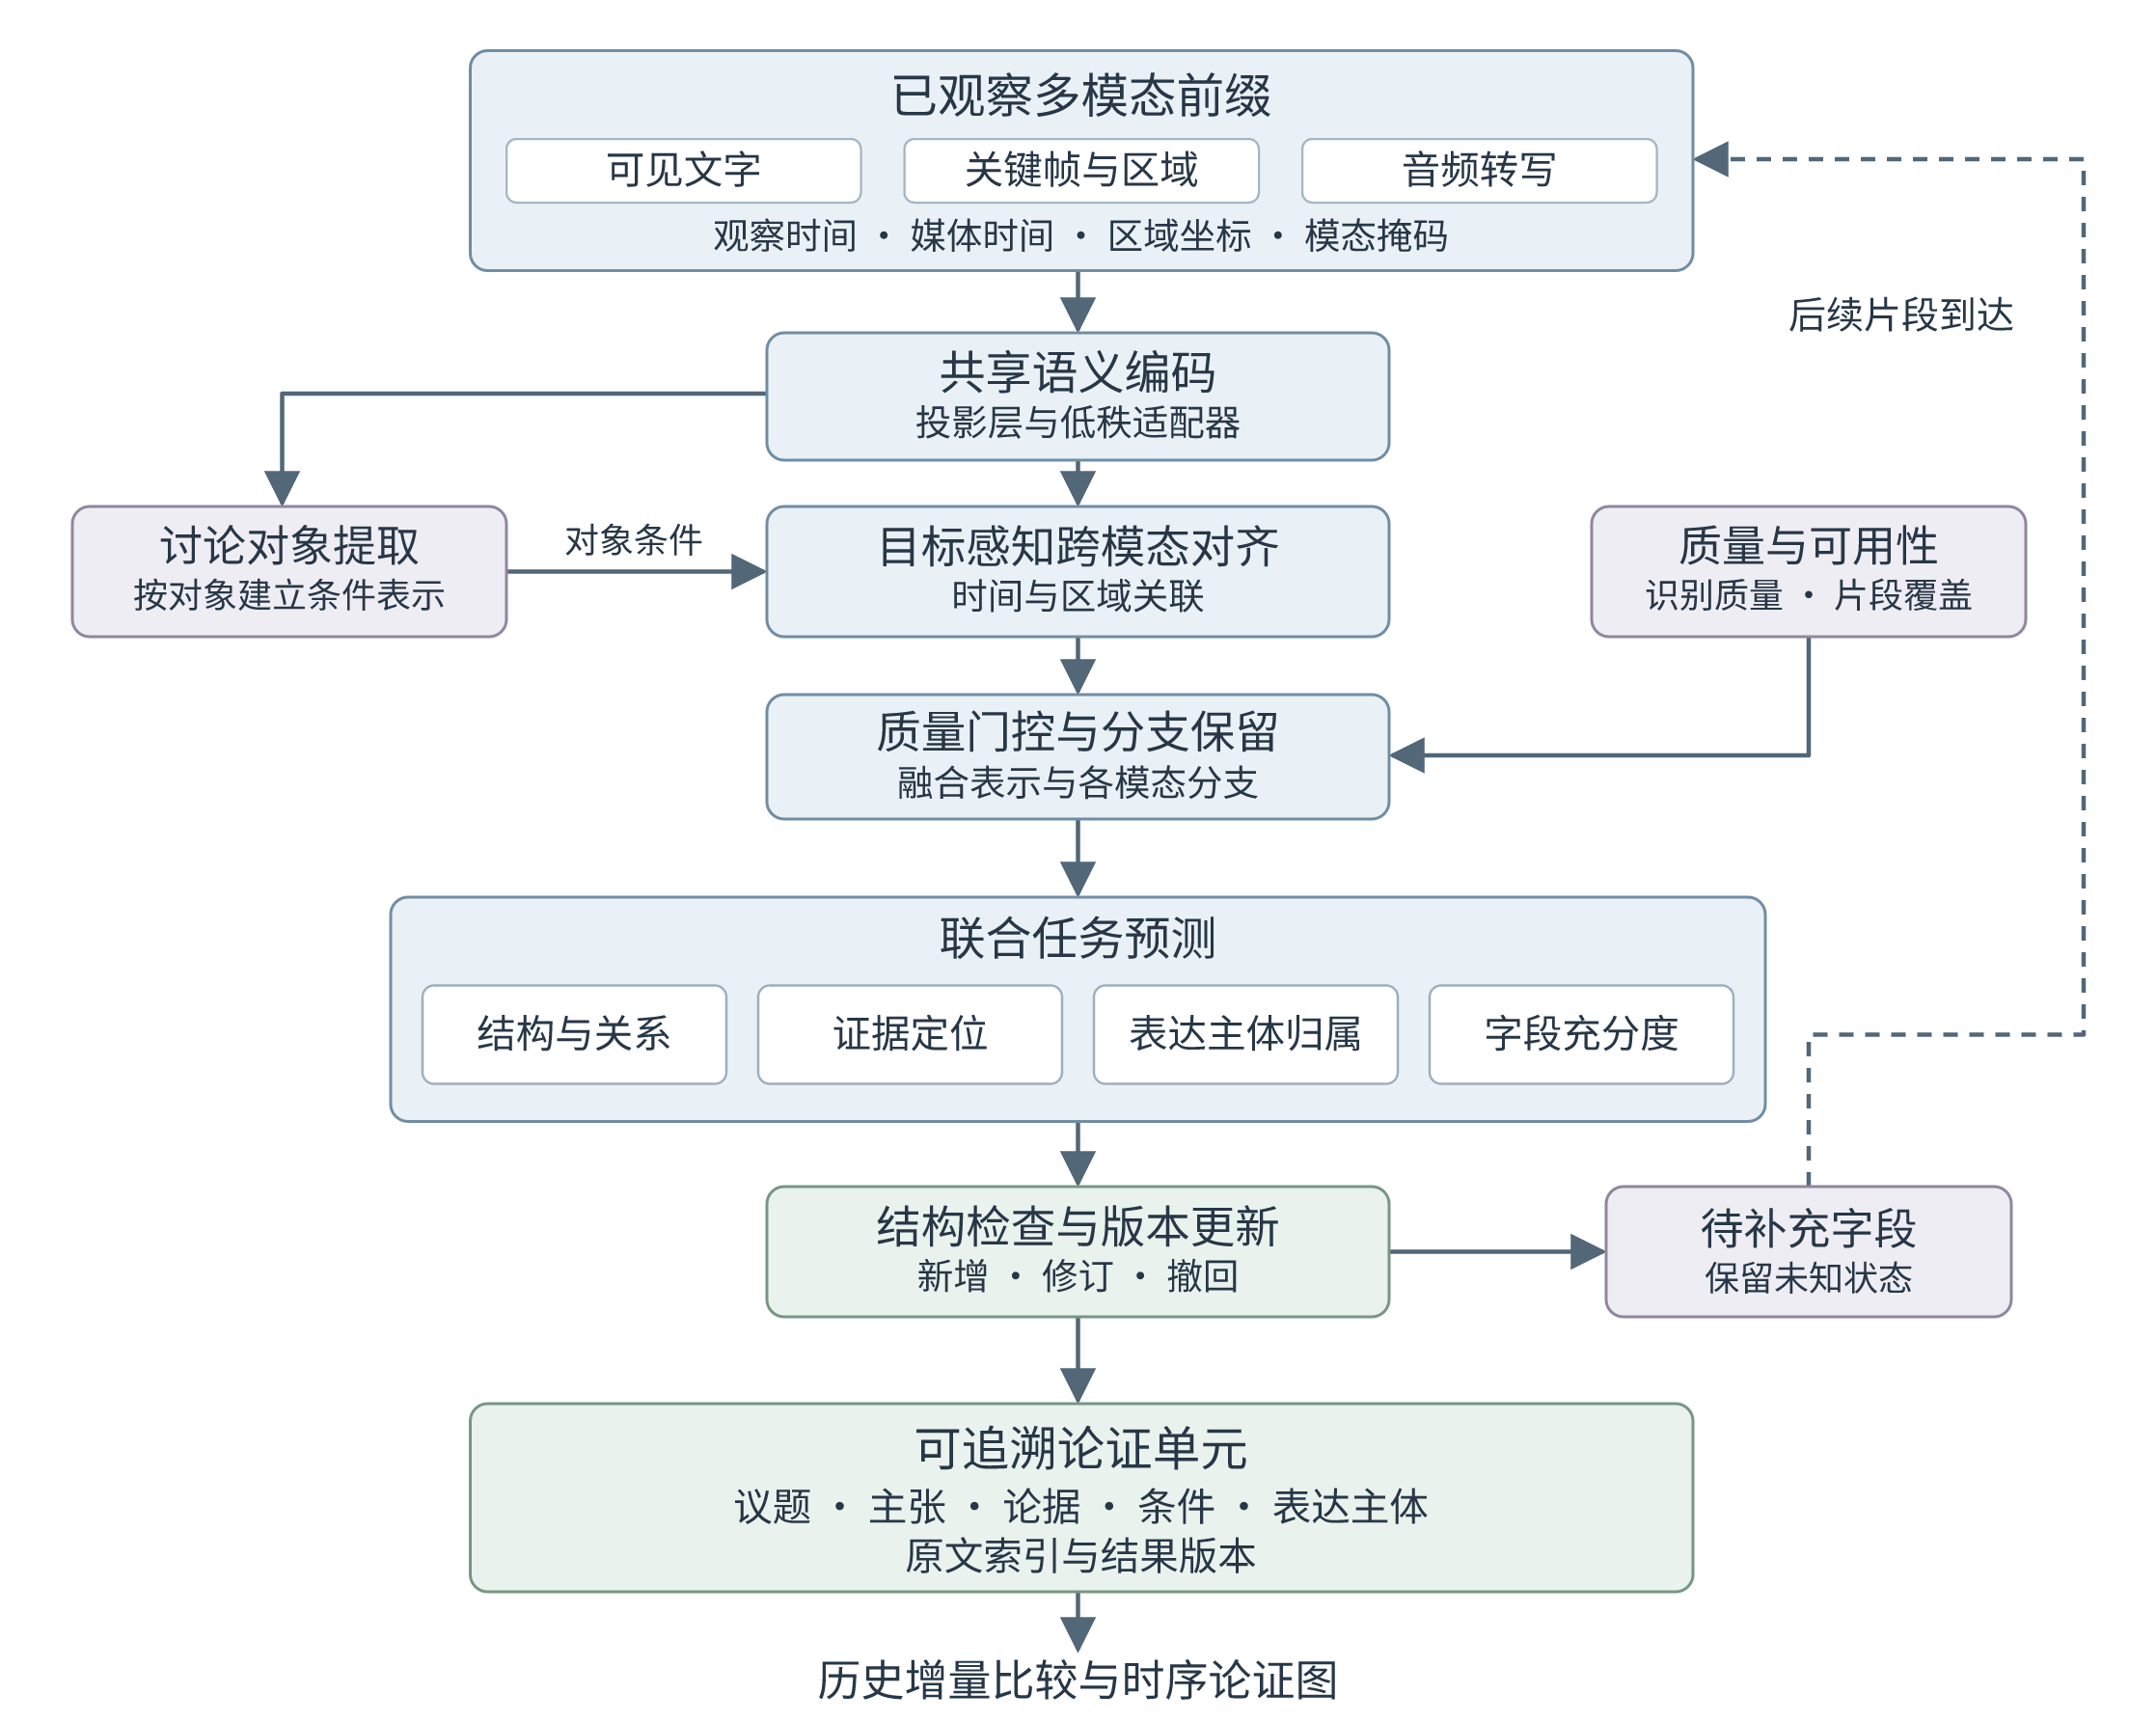 已观察多模态前缀
可见文字
关键帧与区域
音频转写
观察时间 · 媒体时间 · 区域坐标 · 模态掩码
后续片段到达
共享语义编码
投影层与低秩适配器
讨论对象提取
按对象建立条件表示
对象条件
目标感知跨模态对齐
时间与区域关联
质量与可用性
识别质量 · 片段覆盖
质量门控与分支保留
融合表示与各模态分支
联合任务预测
结构与关系
证据定位
表达主体归属
字段充分度
结构检查与版本更新
新增 · 修订 · 撤回
待补充字段
保留未知状态
可追溯论证单元
议题 · 主张 · 论据 · 条件 · 表达主体
原文索引与结果版本
历史增量比较与时序论证图